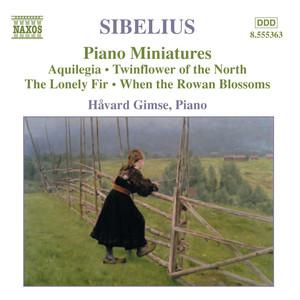 NAXOS
SIBELIUS
DDD
8.555363
Piano Miniatures
Aquilegia • Twinflower of the North
The Lonely Fir • When the Rowan Blossoms
Håvard Gimse, Piano